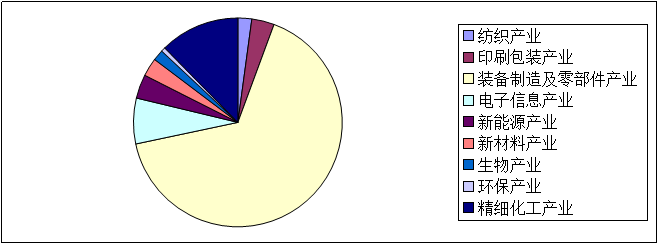 纺织产业
印刷包装产业
装备制造及零部件产业
电子信息产业
新能源产业
新材料产业
生物产业
环保产业
精细化工产业